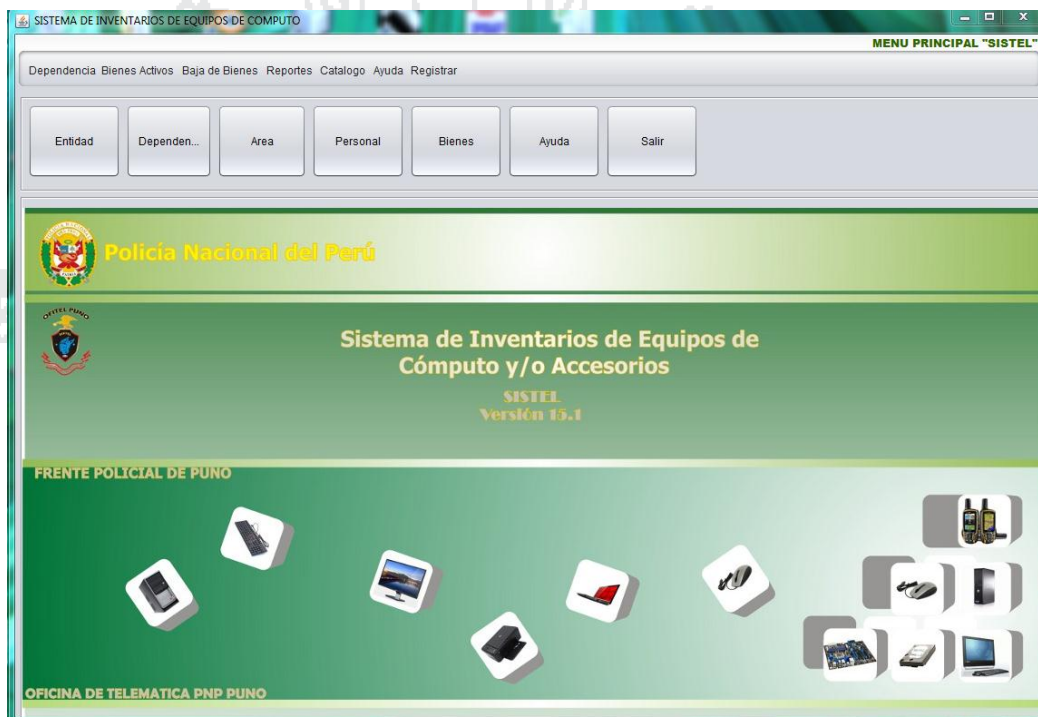 SISTEMA DE INVENTARIOS DE EQUIPOS DE COMPUTO
MENU PRINCIPAL "SISTEL"
Dependencia Bienes Activos Baja de Bienes Reportes Catalogo Ayuda Registrar
Entidad Dependen... Area Personal Bienes Ayuda Salir
Policía Nacional del Perú
OFITEL PUNO
Sistema de Inventarios de Equipos de
Cómputo y/o Accesorios
SISTEL
Versión 15.1
FRENTE POLICIAL DE PUNO
OFICINA DE TELEMATICA PNP PUNO